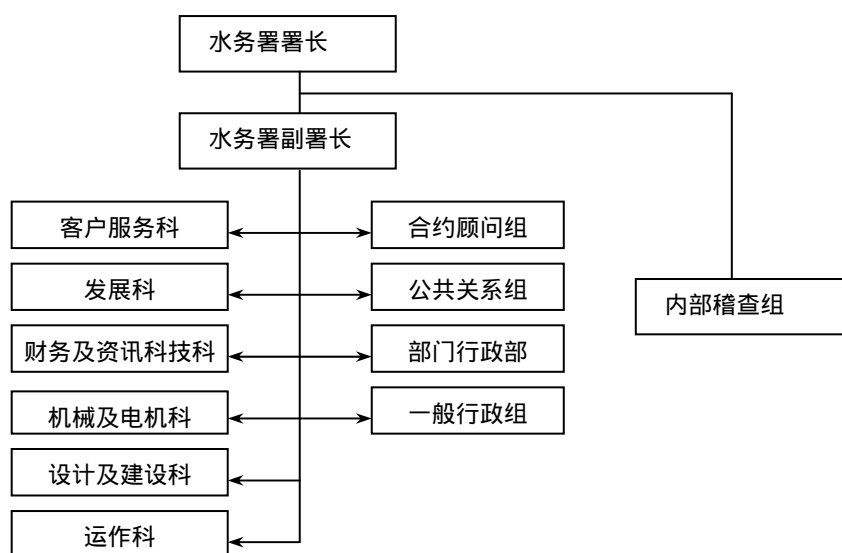 水务署署长
水务署副署长
客户服务科
合约顾问组
发展科
公共关系组
内部稽查组
财务及资讯科技科
部门行政部
机械及电机科
一般行政组
设计及建设科
运作科